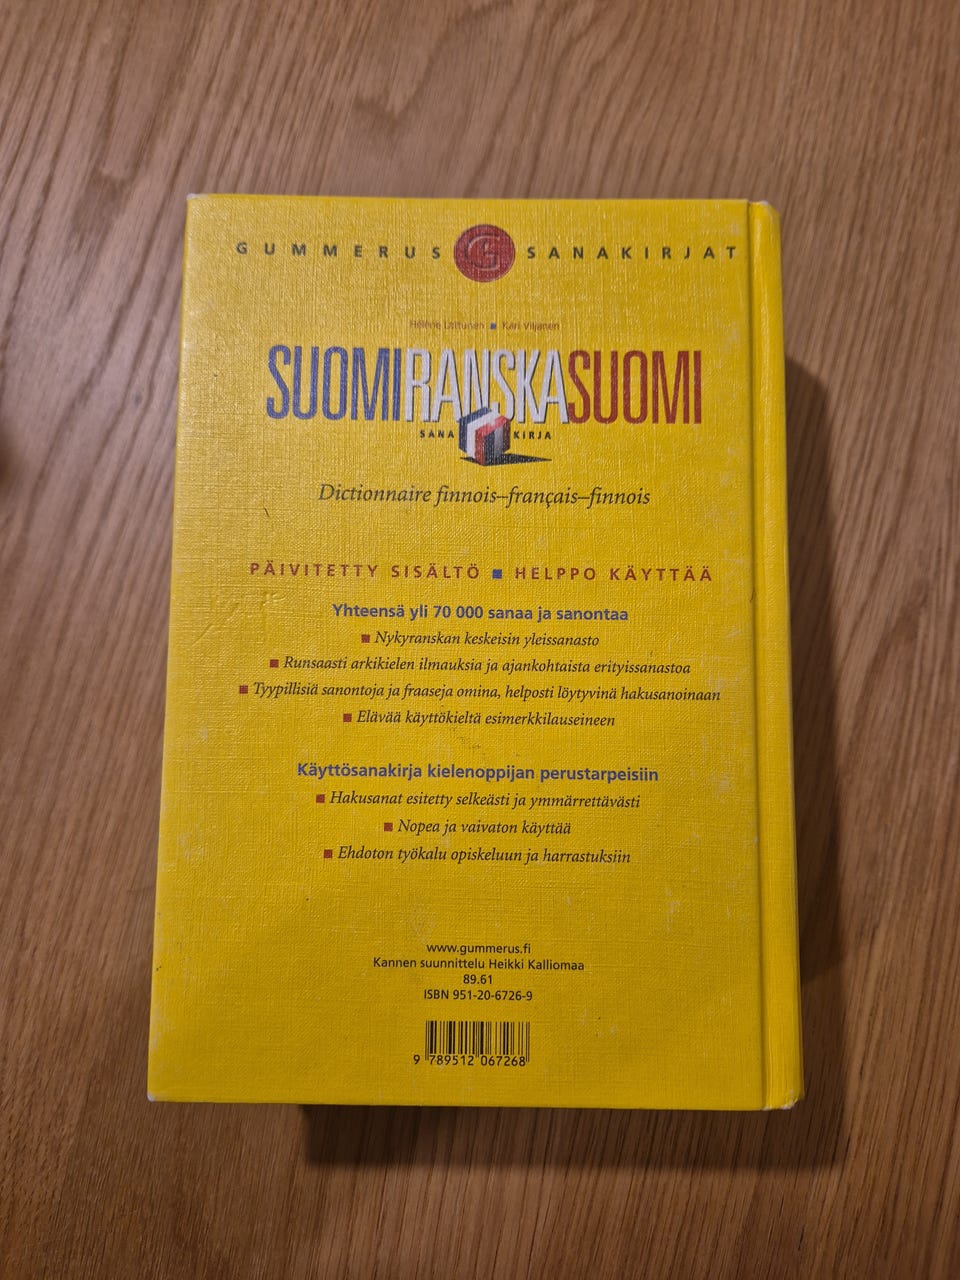 GUMMERUS G SANAKIRJAT
Hélène Utriainen ■ Kari Viljanen
SUOMIRANSKASUOMI
SANAKIRJA
Dictionnaire finnois–français–finnois
PÄIVITETTY SISÄLTÖ ■ HELPPO KÄYTTÄÄ
Yhteensä yli 70 000 sanaa ja sanontaa
■ Nykyranskan keskeisin yleissanasto
■ Runsaasti arkikielen ilmauksia ja ajankohtaista erityissanastoa
■ Tyypillisiä sanontoja ja fraaseja omina, helposti löytyvinä hakusanoinaan
■ Elävää käyttökieltä esimerkkilauseineen
Käyttösanakirja kielenoppijan perustarpeisiin
■ Hakusanat esitetty selkeästi ja ymmärrettävästi
■ Nopea ja vaivaton käyttää
■ Ehdoton työkalu opiskeluun ja harrastuksiin
www.gummerus.fi
Kannen suunnittelu Heikki Kalliomaa
89.61
ISBN 951-20-6726-9
9 789512 067268